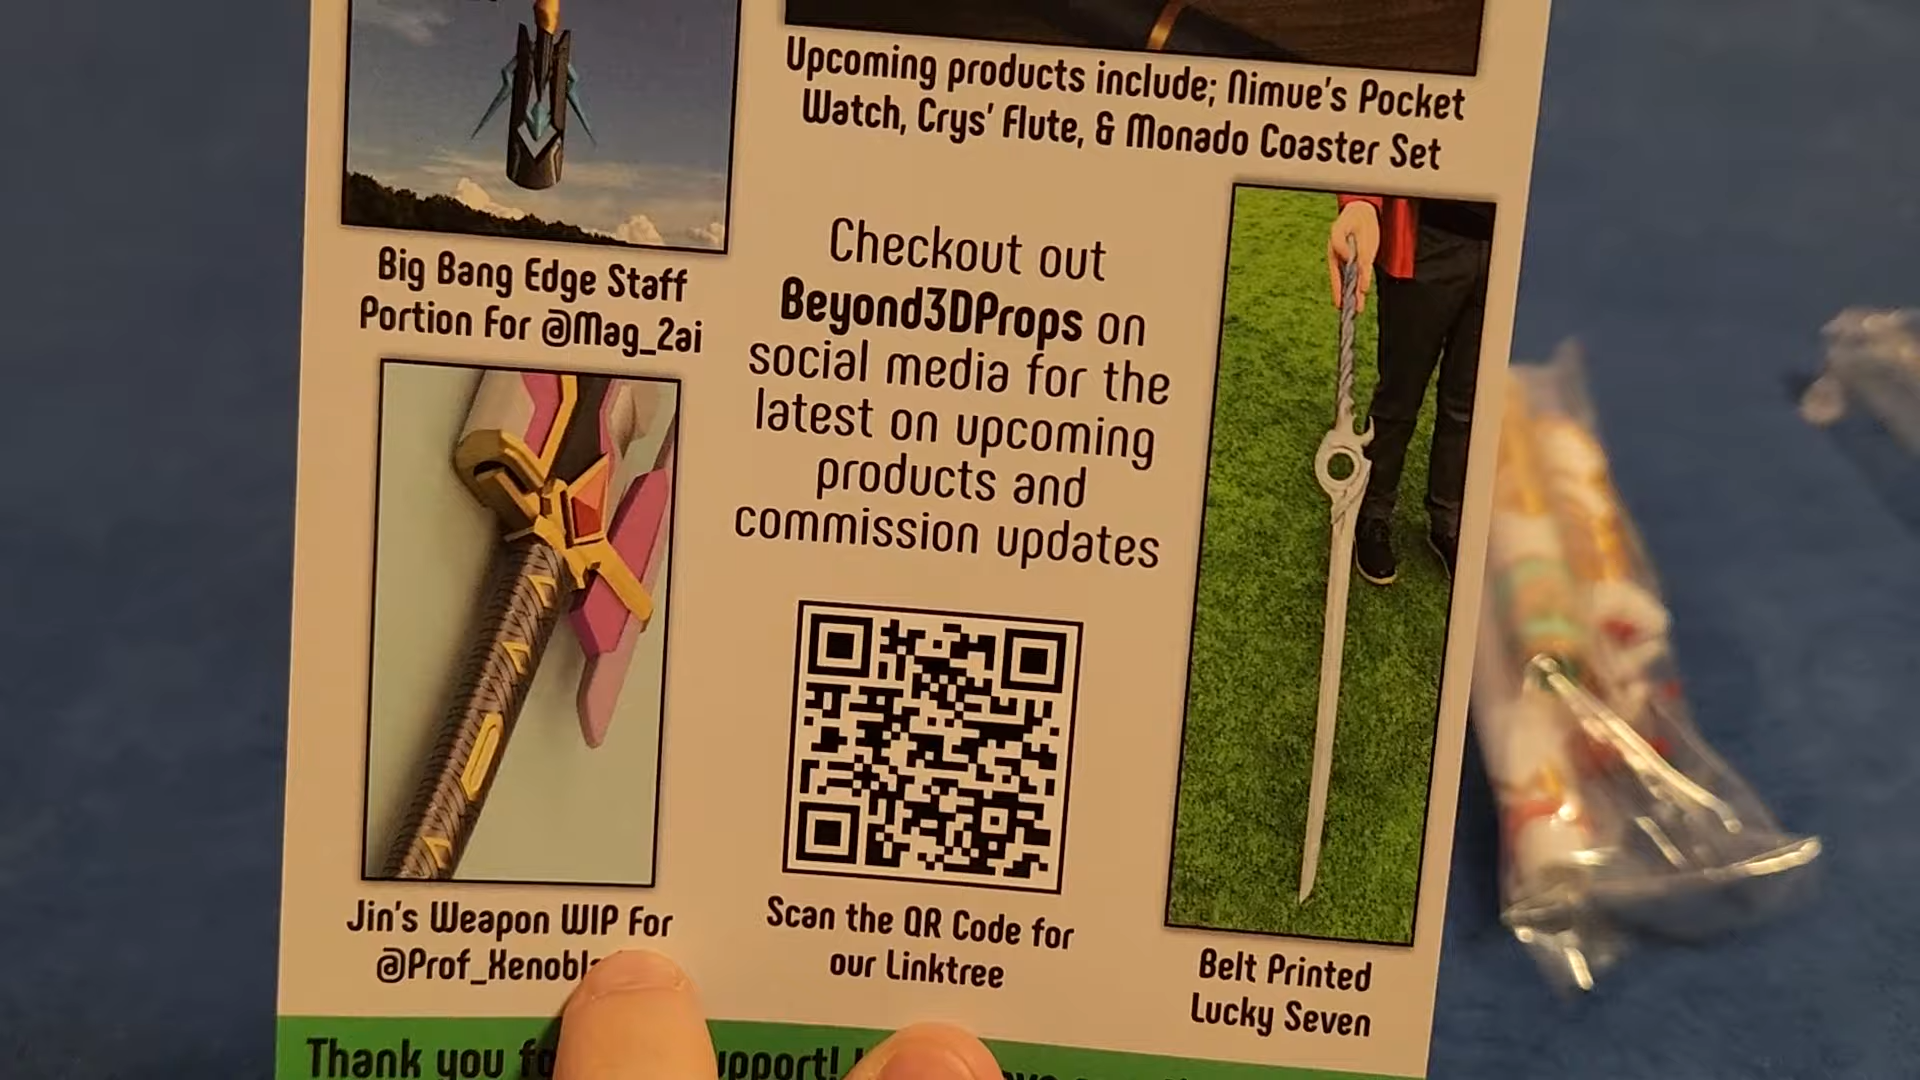 Upcoming products include; Nimue's Pocket
Watch, Crys' Flute, & Monado Coaster Set
Big Bang Edge Staff
Portion For @Mag_2ai
Checkout out
Beyond3DProps on
social media for the
latest on upcoming
products and
commission updates
Jin's Weapon WIP For
Scan the QR Code for
our Linktree
Belt Printed
Lucky Seven
Thank you